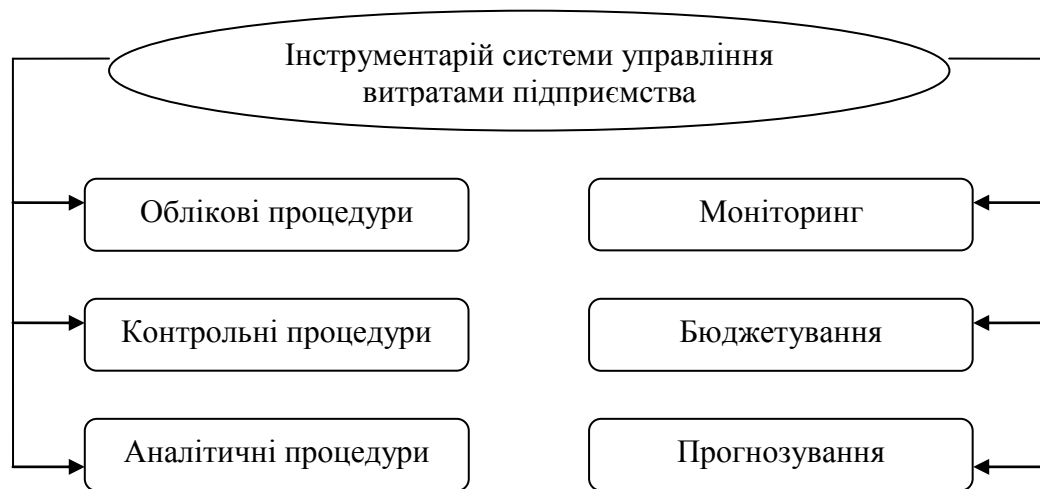 Інструментарій системи управління
витратами підприємства
Облікові процедури
Моніторинг
Контрольні процедури
Бюджетування
Аналітичні процедури
Прогнозування